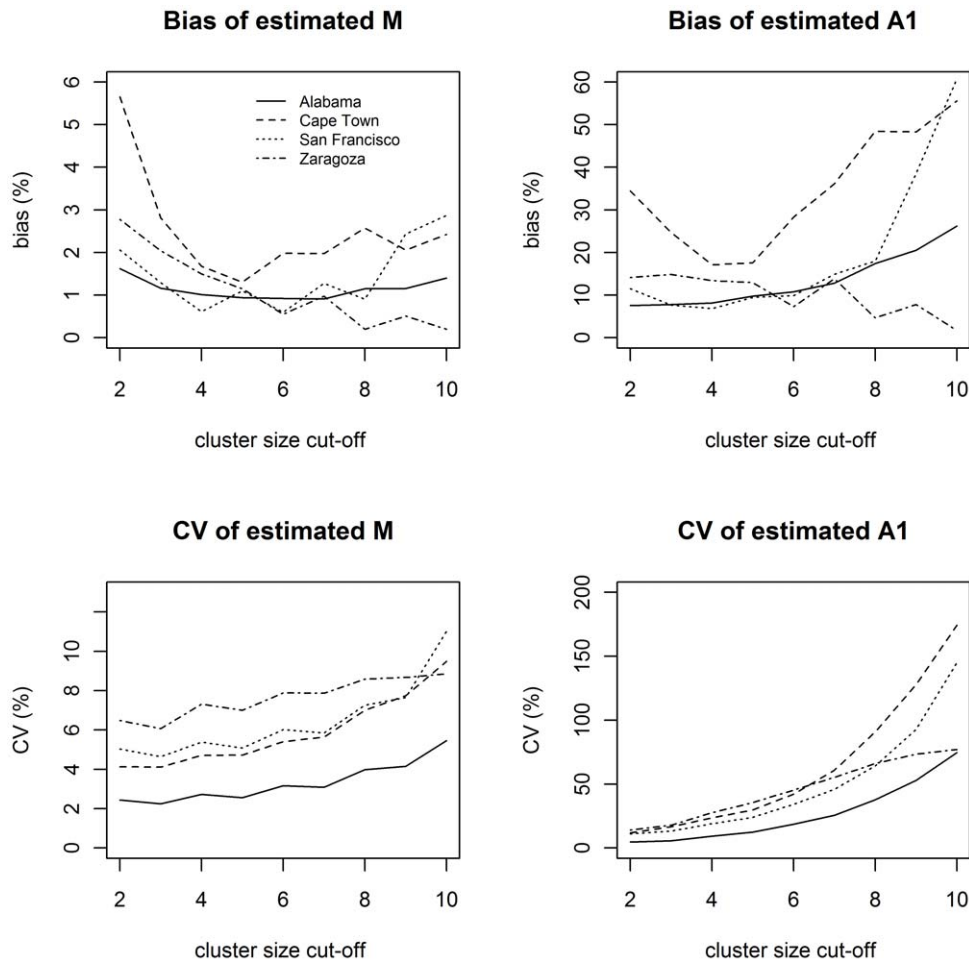 Bias of estimated M
bias (%)
0 1 2 3 4 5 6
Alabama
Cape Town
San Francisco
Zaragoza
2 4 6 8 10
cluster size cut-off
Bias of estimated A1
bias (%)
0 10 20 30 40 50 60
2 4 6 8 10
cluster size cut-off
CV of estimated M
CV (%)
0 2 4 6 8 10
2 4 6 8 10
cluster size cut-off
CV of estimated A1
CV (%)
0 50 100 150 200
2 4 6 8 10
cluster size cut-off